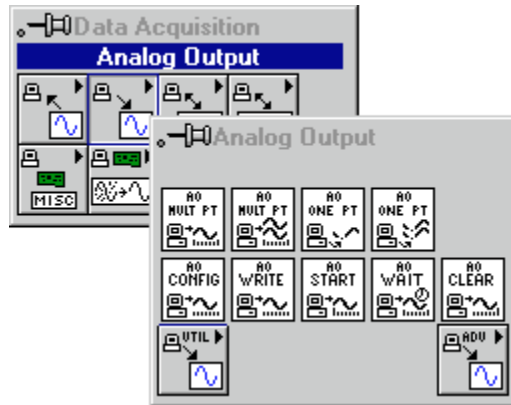 Data Acquisition
Analog Output
MISC
Analog Output
AO MULT PT
AO MULT PT
AO ONE PT
AO ONE PT
AO CONFIG
AO WRITE
AO START
AO WAIT
AO CLEAR
UTIL
ADV